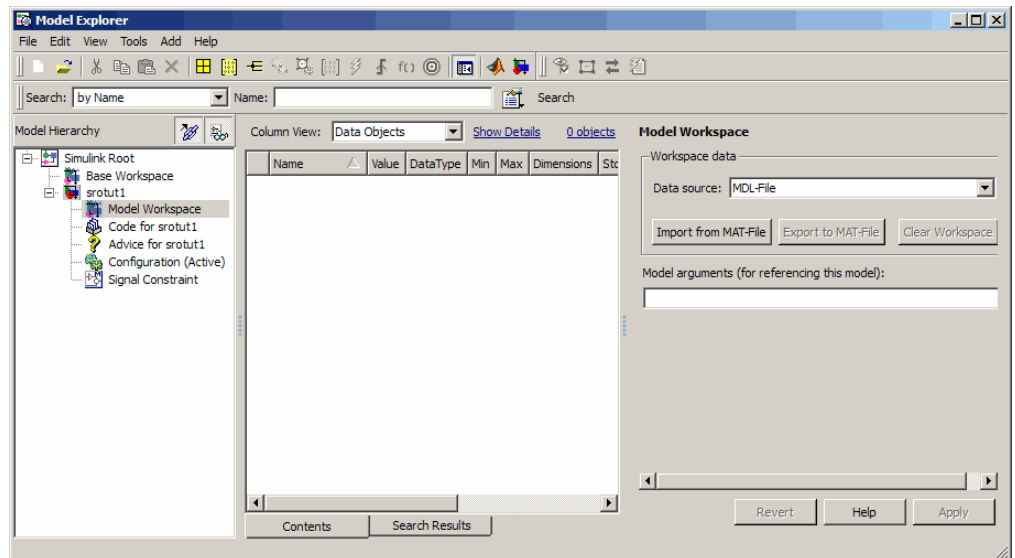 Model Explorer
File Edit View Tools Add Help
f()
Search: by Name Name: Search
Model Hierarchy
Simulink Root
Base Workspace
srotut1
Model Workspace
Code for srotut1
Advice for srotut1
Configuration (Active)
Signal Constraint
Column View: Data Objects Show Details 0 objects
Name Value DataType Min Max Dimensions Stc
Contents Search Results
Model Workspace
Workspace data
Data source: MDL-File
Import from MAT-File Export to MAT-File Clear Workspace
Model arguments (for referencing this model):
Revert Help Apply